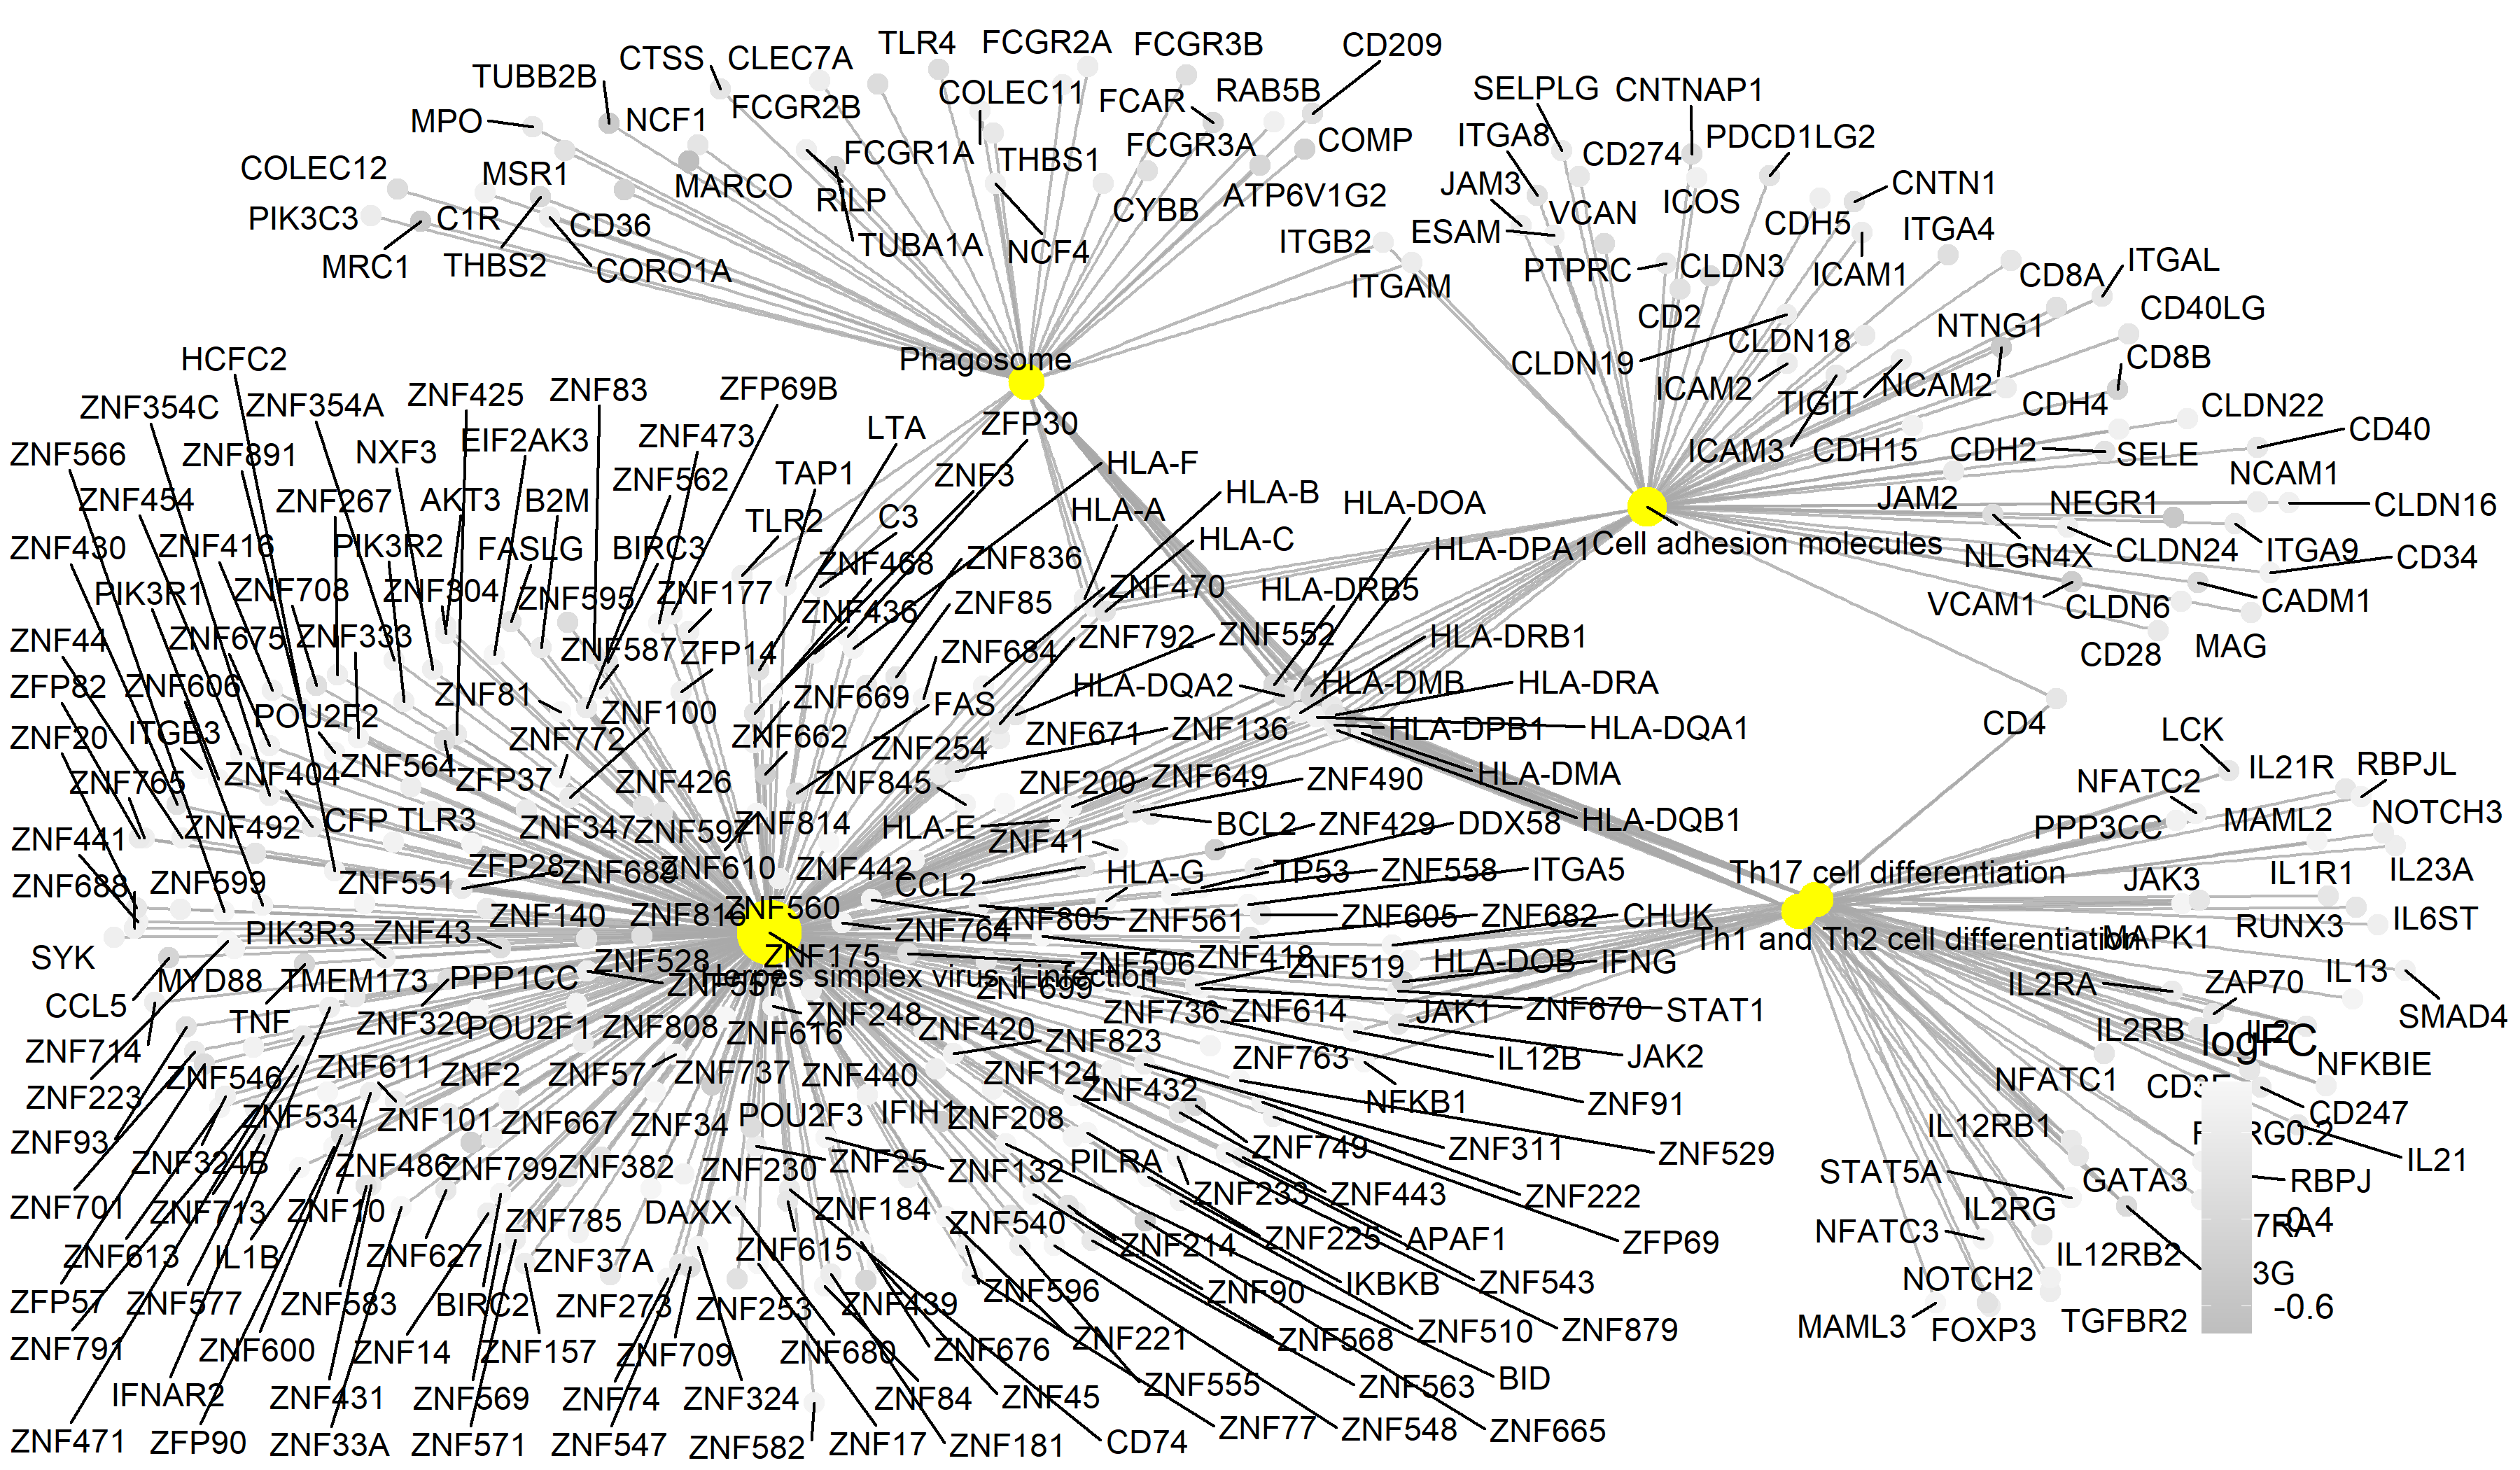 CTSS
CLEC7A
TLR4
FCGR2A
FCGR3B
CD209
TUBB2B
SELPLG
CNTNAP1
MPO
NCF1
FCGR2B
COLEC11
FCAR
RAB5B
ITGA8
CD274
PDCD1LG2
COLEC12
MSR1
MARCO
FCGR1A
THBS1
FCGR3A
COMP
JAM3
VCAN
ICOS
CNTN1
PIK3C3
C1R
CD36
RILP
CYBB
ATP6V1G2
ESAM
CDH5
ITGA4
MRC1
THBS2
CORO1A
TUBA1A
NCF4
ITGB2
ITGAM
PTPRC
CLDN3
ICAM1
CD8A
ITGAL
CD2
CD40LG
HCFC2
Phagosome
CLDN19
CLDN18
NTNG1
CD8B
ZNF354C
ZNF354A
ZNF425
ZNF83
ZFP69B
ICAM2
TIGIT
NCAM2
CDH4
CLDN22
ZNF566
ZNF891
NXF3
EIF2AK3
ZNF473
LTA
ZFP30
ICAM3
CDH15
CDH2
SELE
CD40
ZNF454
ZNF267
AKT3
B2M
ZNF562
TAP1
ZNF3
HLA-F
HLA-B
HLA-DOA
JAM2
NEGR1
NCAM1
CLDN16
ZNF430
ZNF416
PIK3R2
FASLG
BIRC3
TLR2
C3
HLA-A
HLA-C
HLA-DPA1
Cell adhesion molecules
NLGN4X
CLDN24
ITGA9
CD34
PIK3R1
ZNF708
ZNF304
ZNF595
ZNF177
ZNF468
ZNF836
ZNF470
HLA-DRB5
VCAM1
CLDN6
CADM1
ZNF44
ZNF675
ZNF333
ZNF587
ZFP14
ZNF436
ZNF85
ZNF684
ZNF792
ZNF552
HLA-DRB1
CD28
MAG
ZFP82
ZNF606
POU2F2
ZNF81
ZNF100
ZNF669
FAS
HLA-DQA2
HLA-DMB
HLA-DRA
ZNF20
ITGB3
ZNF772
ZNF662
ZNF254
ZNF671
ZNF136
HLA-DPB1
HLA-DQA1
CD4
LCK
ZNF765
ZNF404
ZNF564
ZFP37
ZNF426
ZNF845
ZNF200
ZNF649
ZNF490
HLA-DMA
NFATC2
IL21R
RBPJL
ZNF441
ZNF492
CFP
TLR3
ZNF347
ZNF597
ZNF814
HLA-E
ZNF41
BCL2
ZNF429
DDX58
HLA-DQB1
PPP3CC
MAML2
NOTCH3
ZNF688
ZNF599
ZNF551
ZFP28
ZNF689
ZNF610
ZNF442
CCL2
HLA-G
TP53
ZNF558
ITGA5
Th17 cell differentiation
JAK3
IL1R1
IL23A
SYK
PIK3R3
ZNF43
ZNF140
ZNF816
ZNF560
ZNF764
ZNF805
ZNF561
ZNF605
ZNF682
CHUK
Th1 and Th2 cell differentiation
MAPK1
RUNX3
IL6ST
CCL5
MYD88
TMEM173
PPP1CC
ZNF528
ZNF557
ZNF175
Herpes simplex virus 1 infection
ZNF506
ZNF699
ZNF418
ZNF519
HLA-DOB
IFNG
IL2RA
ZAP70
IL13
SMAD4
ZNF714
TNF
ZNF320
POU2F1
ZNF808
ZNF616
ZNF248
ZNF420
ZNF823
ZNF736
ZNF614
JAK1
ZNF670
STAT1
IL2RB
IL2
logFC
NFKBIE
ZNF223
ZNF546
ZNF611
ZNF2
ZNF57
ZNF737
ZNF440
ZNF124
ZNF432
ZNF763
NFKB1
IL12B
JAK2
NFATC1
CD247
ZNF93
ZNF534
ZNF101
ZNF667
ZNF34
POU2F3
IFIH1
ZNF208
ZNF749
ZNF311
ZNF91
ZNF529
IL12RB1
-0.2
IL21
ZNF701
ZNF324B
ZNF486
ZNF799
ZNF382
ZNF230
ZNF25
ZNF132
PILRA
ZNF233
ZNF443
ZNF222
STAT5A
GATA3
RBPJ
ZNF613
ZNF713
ZNF10
ZNF785
DAXX
ZNF184
ZNF540
ZNF214
ZNF225
APAF1
ZFP69
NFATC3
IL2RG
IL12RB2
7RA
-0.4
ZFP57
IL1B
ZNF627
ZNF37A
ZNF615
ZNF596
ZNF90
IKBKB
ZNF543
NOTCH2
3G
ZNF791
ZNF577
ZNF583
BIRC2
ZNF273
ZNF253
ZNF439
ZNF221
ZNF568
ZNF510
ZNF879
MAML3
FOXP3
TGFBR2
-0.6
IFNAR2
ZNF600
ZNF14
ZNF157
ZNF709
ZNF680
ZNF676
ZNF555
ZNF563
BID
ZNF471
ZNF431
ZNF569
ZNF74
ZNF324
ZNF84
ZNF45
ZNF77
ZNF548
ZNF665
ZFP90
ZNF33A
ZNF571
ZNF547
ZNF582
ZNF17
ZNF181
CD74